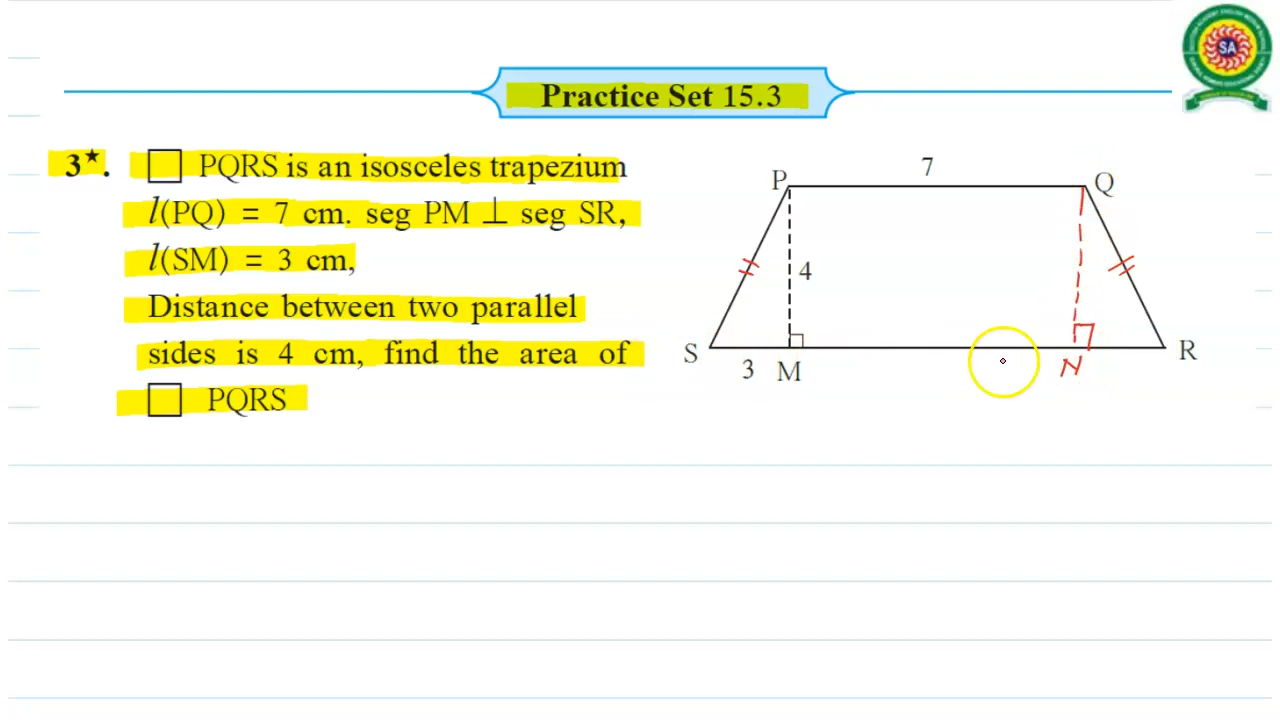 Practice Set 15.3
3★. □ PQRS is an isosceles trapezium
l(PQ) = 7 cm. seg PM ⊥ seg SR,
l(SM) = 3 cm,
Distance between two parallel
sides is 4 cm, find the area of
□ PQRS
7
P
Q
4
S
3
M
N
R
SA